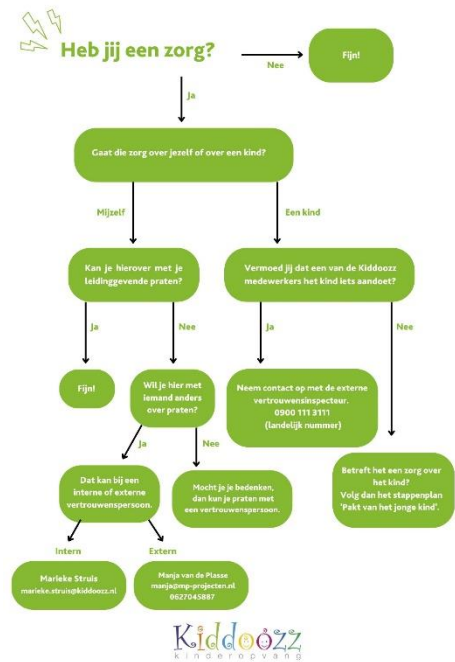 Heb jij een zorg?
Nee
Fijn!
Ja
Gaat die zorg over jezelf of over een kind?
Mijzelf
Een kind
Kan je hierover met je
leidinggevende praten?
Vermoed jij dat een van de Kiddoozz
medewerkers het kind iets aandoet?
Ja
Nee
Ja
Nee
Fijn!
Wil je hier met
iemand anders
over praten?
Neem contact op met de externe
vertrouwensinspecteur.
0900 111 3111
(landelijk nummer)
Ja
Nee
Dat kan bij een
interne of externe
vertrouwenspersoon.
Mocht je je bedenken,
dan kun je praten met
een vertrouwenspersoon.
Betreft het een zorg over
het kind?
Volg dan het stappenplan
'Pakt van het jonge kind'.
Intern
Extern
Marieke Struis
marieke.struis@kiddoozz.nl
Manja van de Plasse
manja@mp-projecten.nl
0627045887
Kiddoozz
kinderopvang